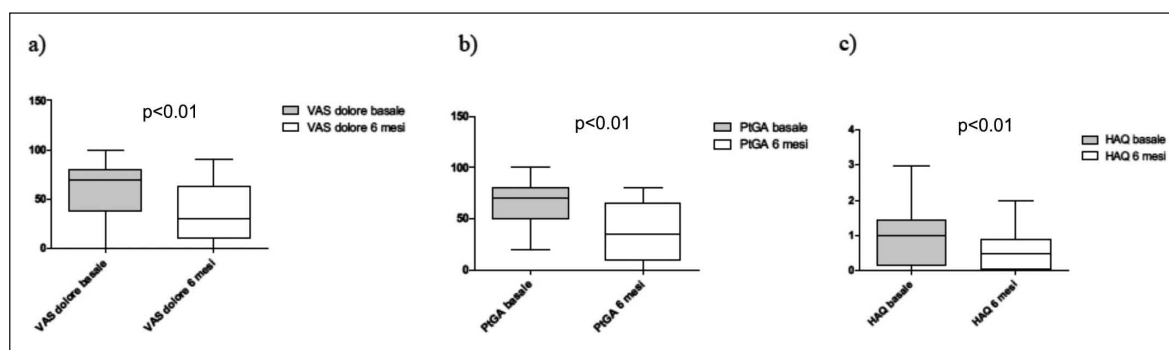 a)
p<0.01
VAS dolore basale
VAS dolore 6 mesi
150
100
50
0
VAS dolore basale
VAS dolore 6 mesi
b)
p<0.01
PtGA basale
PtGA 6 mesi
150
100
50
0
PtGA basale
PtGA 6 mesi
c)
p<0.01
HAQ basale
HAQ 6 mesi
4
3
2
1
0
HAQ basale
HAQ 6 mesi